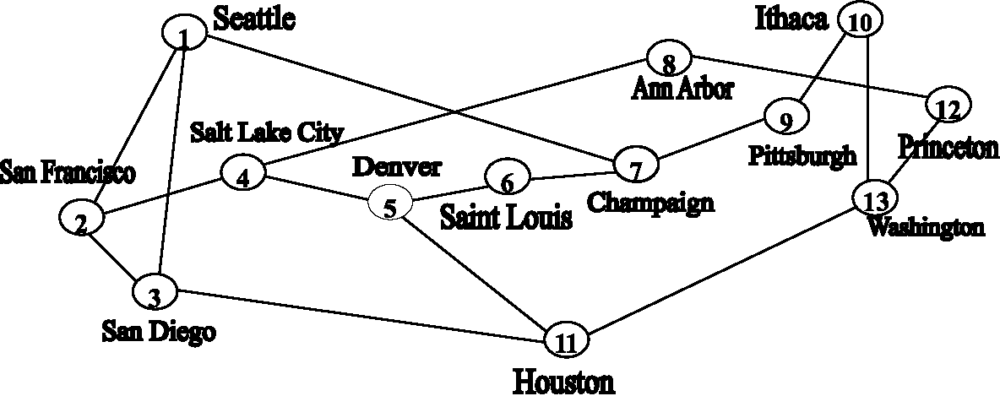 1 Seattle
Ithaca 10
8
Ann Arbor
12
Princeton
9
Pittsburgh
Salt Lake City
4
San Francisco
2
Denver
5
6
Saint Louis
7
Champaign
13
Washington
3
San Diego
11
Houston